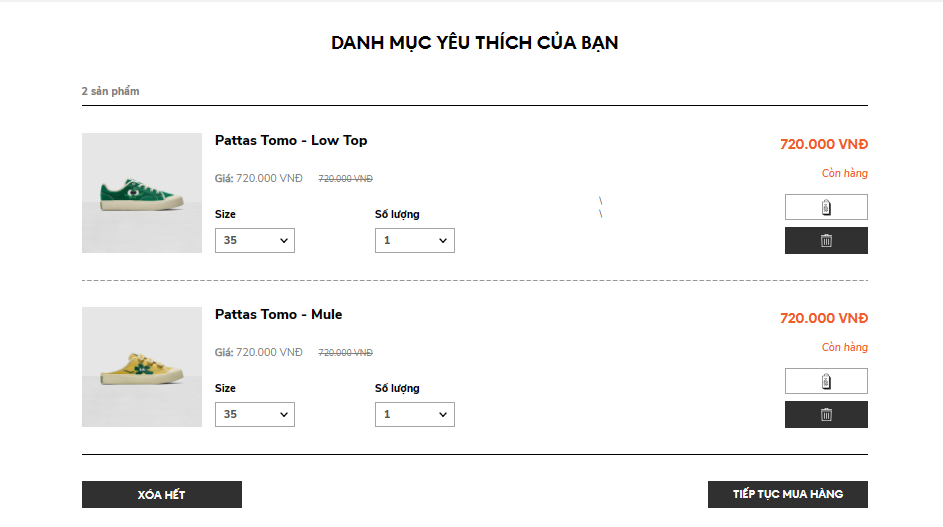 DANH MỤC YÊU THÍCH CỦA BẠN
2 sản phẩm
Pattas Tomo - Low Top
720.000 VNĐ
Giá: 720.000 VNĐ 720.000 VNĐ
Còn hàng
Size Số lượng
\
\
35 1
Pattas Tomo - Mule
720.000 VNĐ
Giá: 720.000 VNĐ 720.000 VNĐ
Còn hàng
Size Số lượng
35 1
XÓA HẾT TIẾP TỤC MUA HÀNG